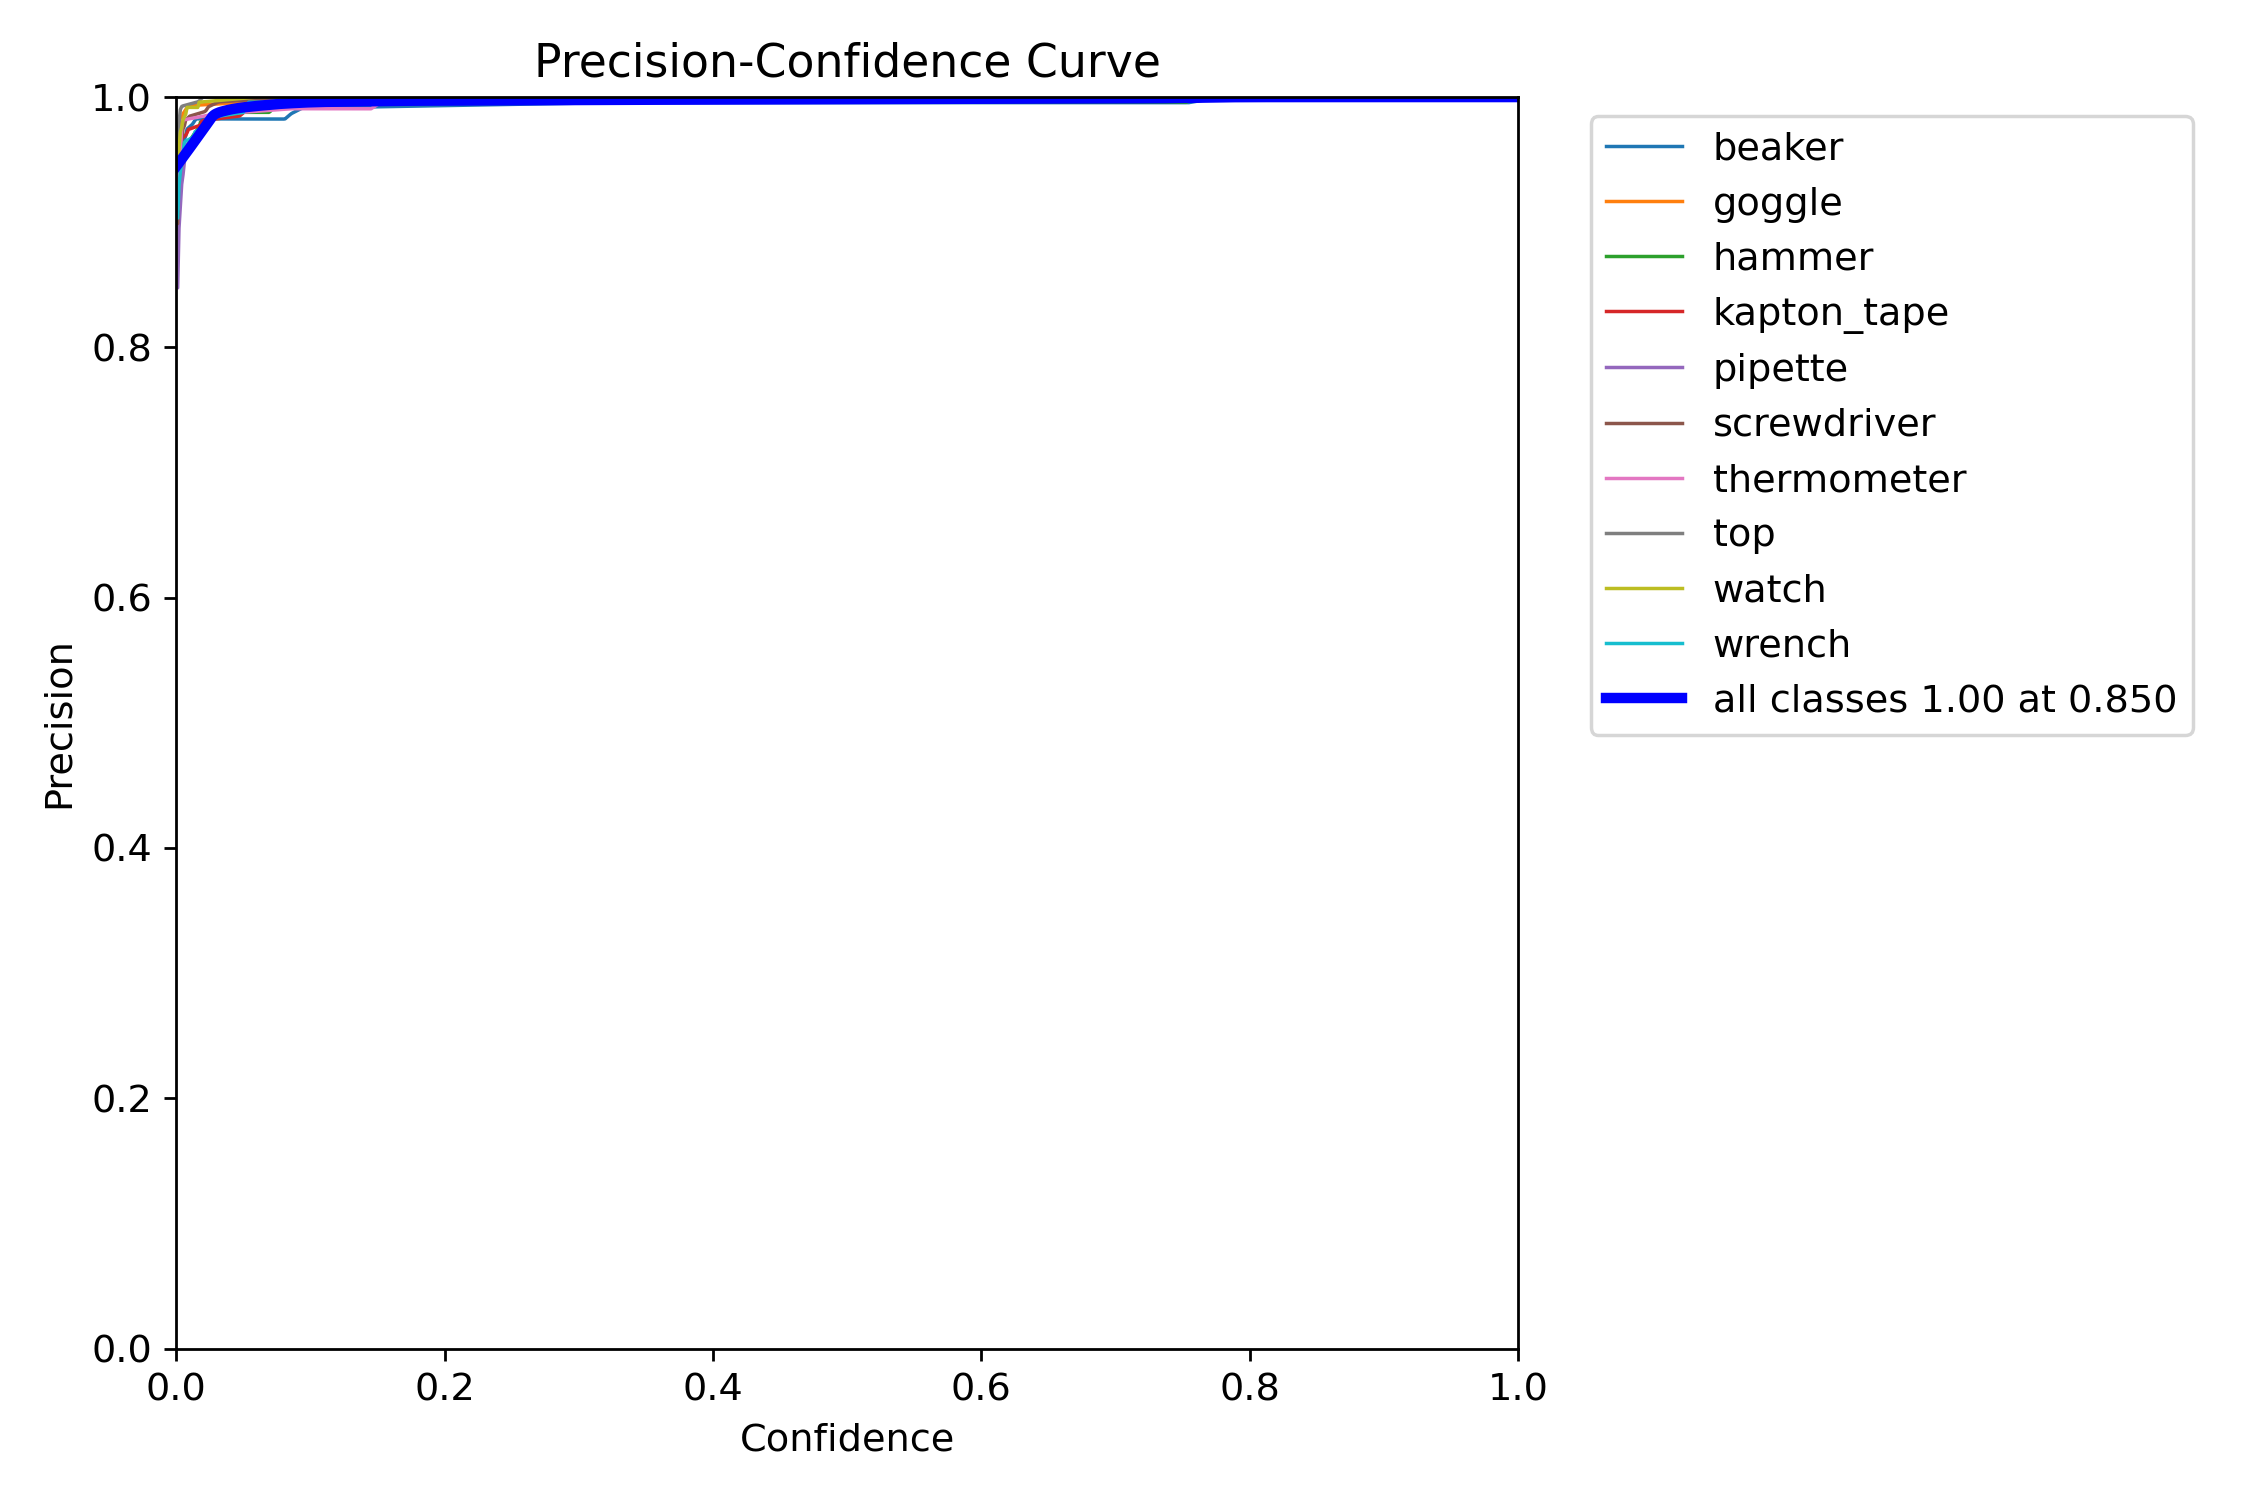 Precision-Confidence Curve
1.0
0.8
0.6
0.4
0.2
0.0
Precision
0.0 0.2 0.4 0.6 0.8 1.0
Confidence
beaker
goggle
hammer
kapton_tape
pipette
screwdriver
thermometer
top
watch
wrench
all classes 1.00 at 0.850